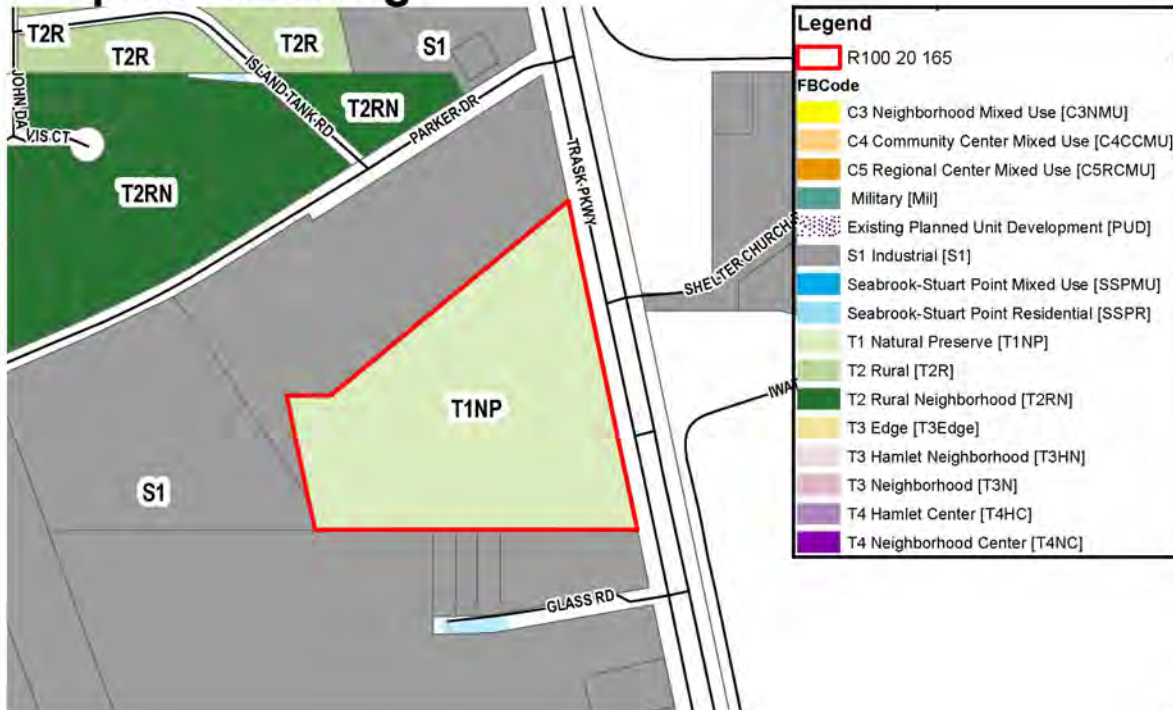 T2R
T2R
T2R
S1
JOHN DA
VIS CT
ISLAND TANK RD
T2RN
PARKER DR
T2RN
TRASK PKWY
SHELTER CHURCH
T1NP
S1
GLASS RD
Legend
R100 20 165
FBCode
C3 Neighborhood Mixed Use [C3NMU]
C4 Community Center Mixed Use [C4CCMU]
C5 Regional Center Mixed Use [C5RCMU]
Military [Mil]
Existing Planned Unit Development [PUD]
S1 Industrial [S1]
Seabrook-Stuart Point Mixed Use [SSPMU]
Seabrook-Stuart Point Residential [SSPR]
T1 Natural Preserve [T1NP]
T2 Rural [T2R]
T2 Rural Neighborhood [T2RN]
T3 Edge [T3Edge]
T3 Hamlet Neighborhood [T3HN]
T3 Neighborhood [T3N]
T4 Hamlet Center [T4HC]
T4 Neighborhood Center [T4NC]